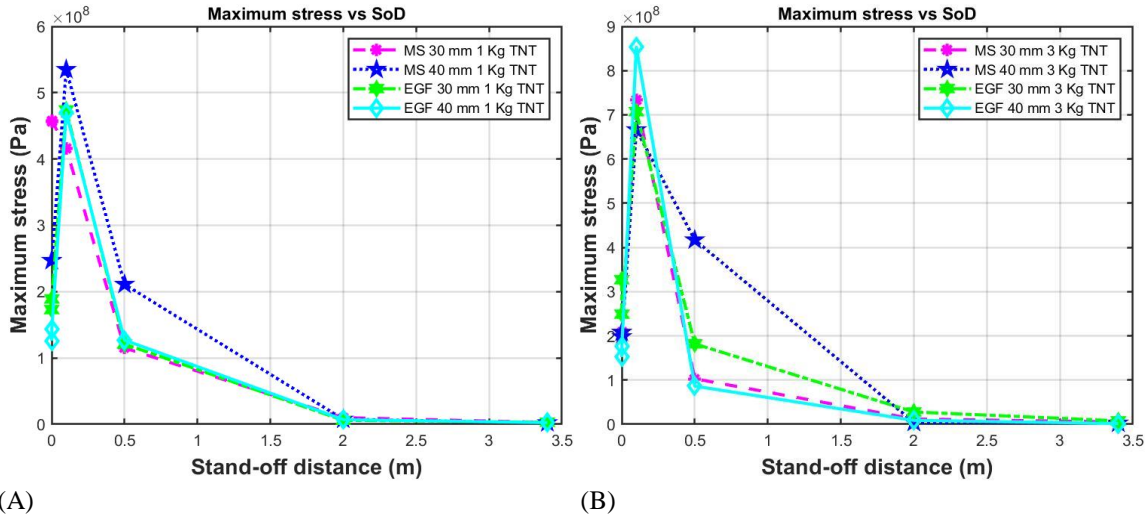 Maximum stress vs SoD
×10⁸
6
5
4
3
2
1
0
Maximum stress (Pa)
MS 30 mm 1 Kg TNT
MS 40 mm 1 Kg TNT
EGF 30 mm 1 Kg TNT
EGF 40 mm 1 Kg TNT
0 0.5 1 1.5 2 2.5 3 3.5
Stand-off distance (m)
(A)
Maximum stress vs SoD
×10⁸
9
8
7
6
5
4
3
2
1
0
Maximum stress (Pa)
MS 30 mm 3 Kg TNT
MS 40 mm 3 Kg TNT
EGF 30 mm 3 Kg TNT
EGF 40 mm 3 Kg TNT
0 0.5 1 1.5 2 2.5 3 3.5
Stand-off distance (m)
(B)